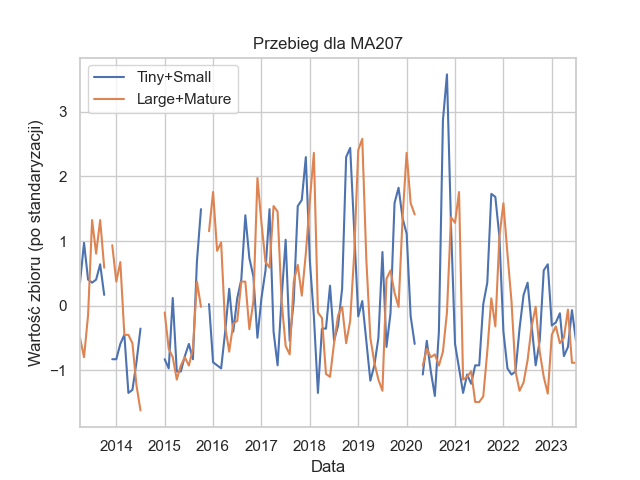 Przebieg dla MA207
Tiny+Small
Large+Mature
Wartość zbioru (po standaryzacji)
3
2
1
0
−1
2014 2015 2016 2017 2018 2019 2020 2021 2022 2023
Data